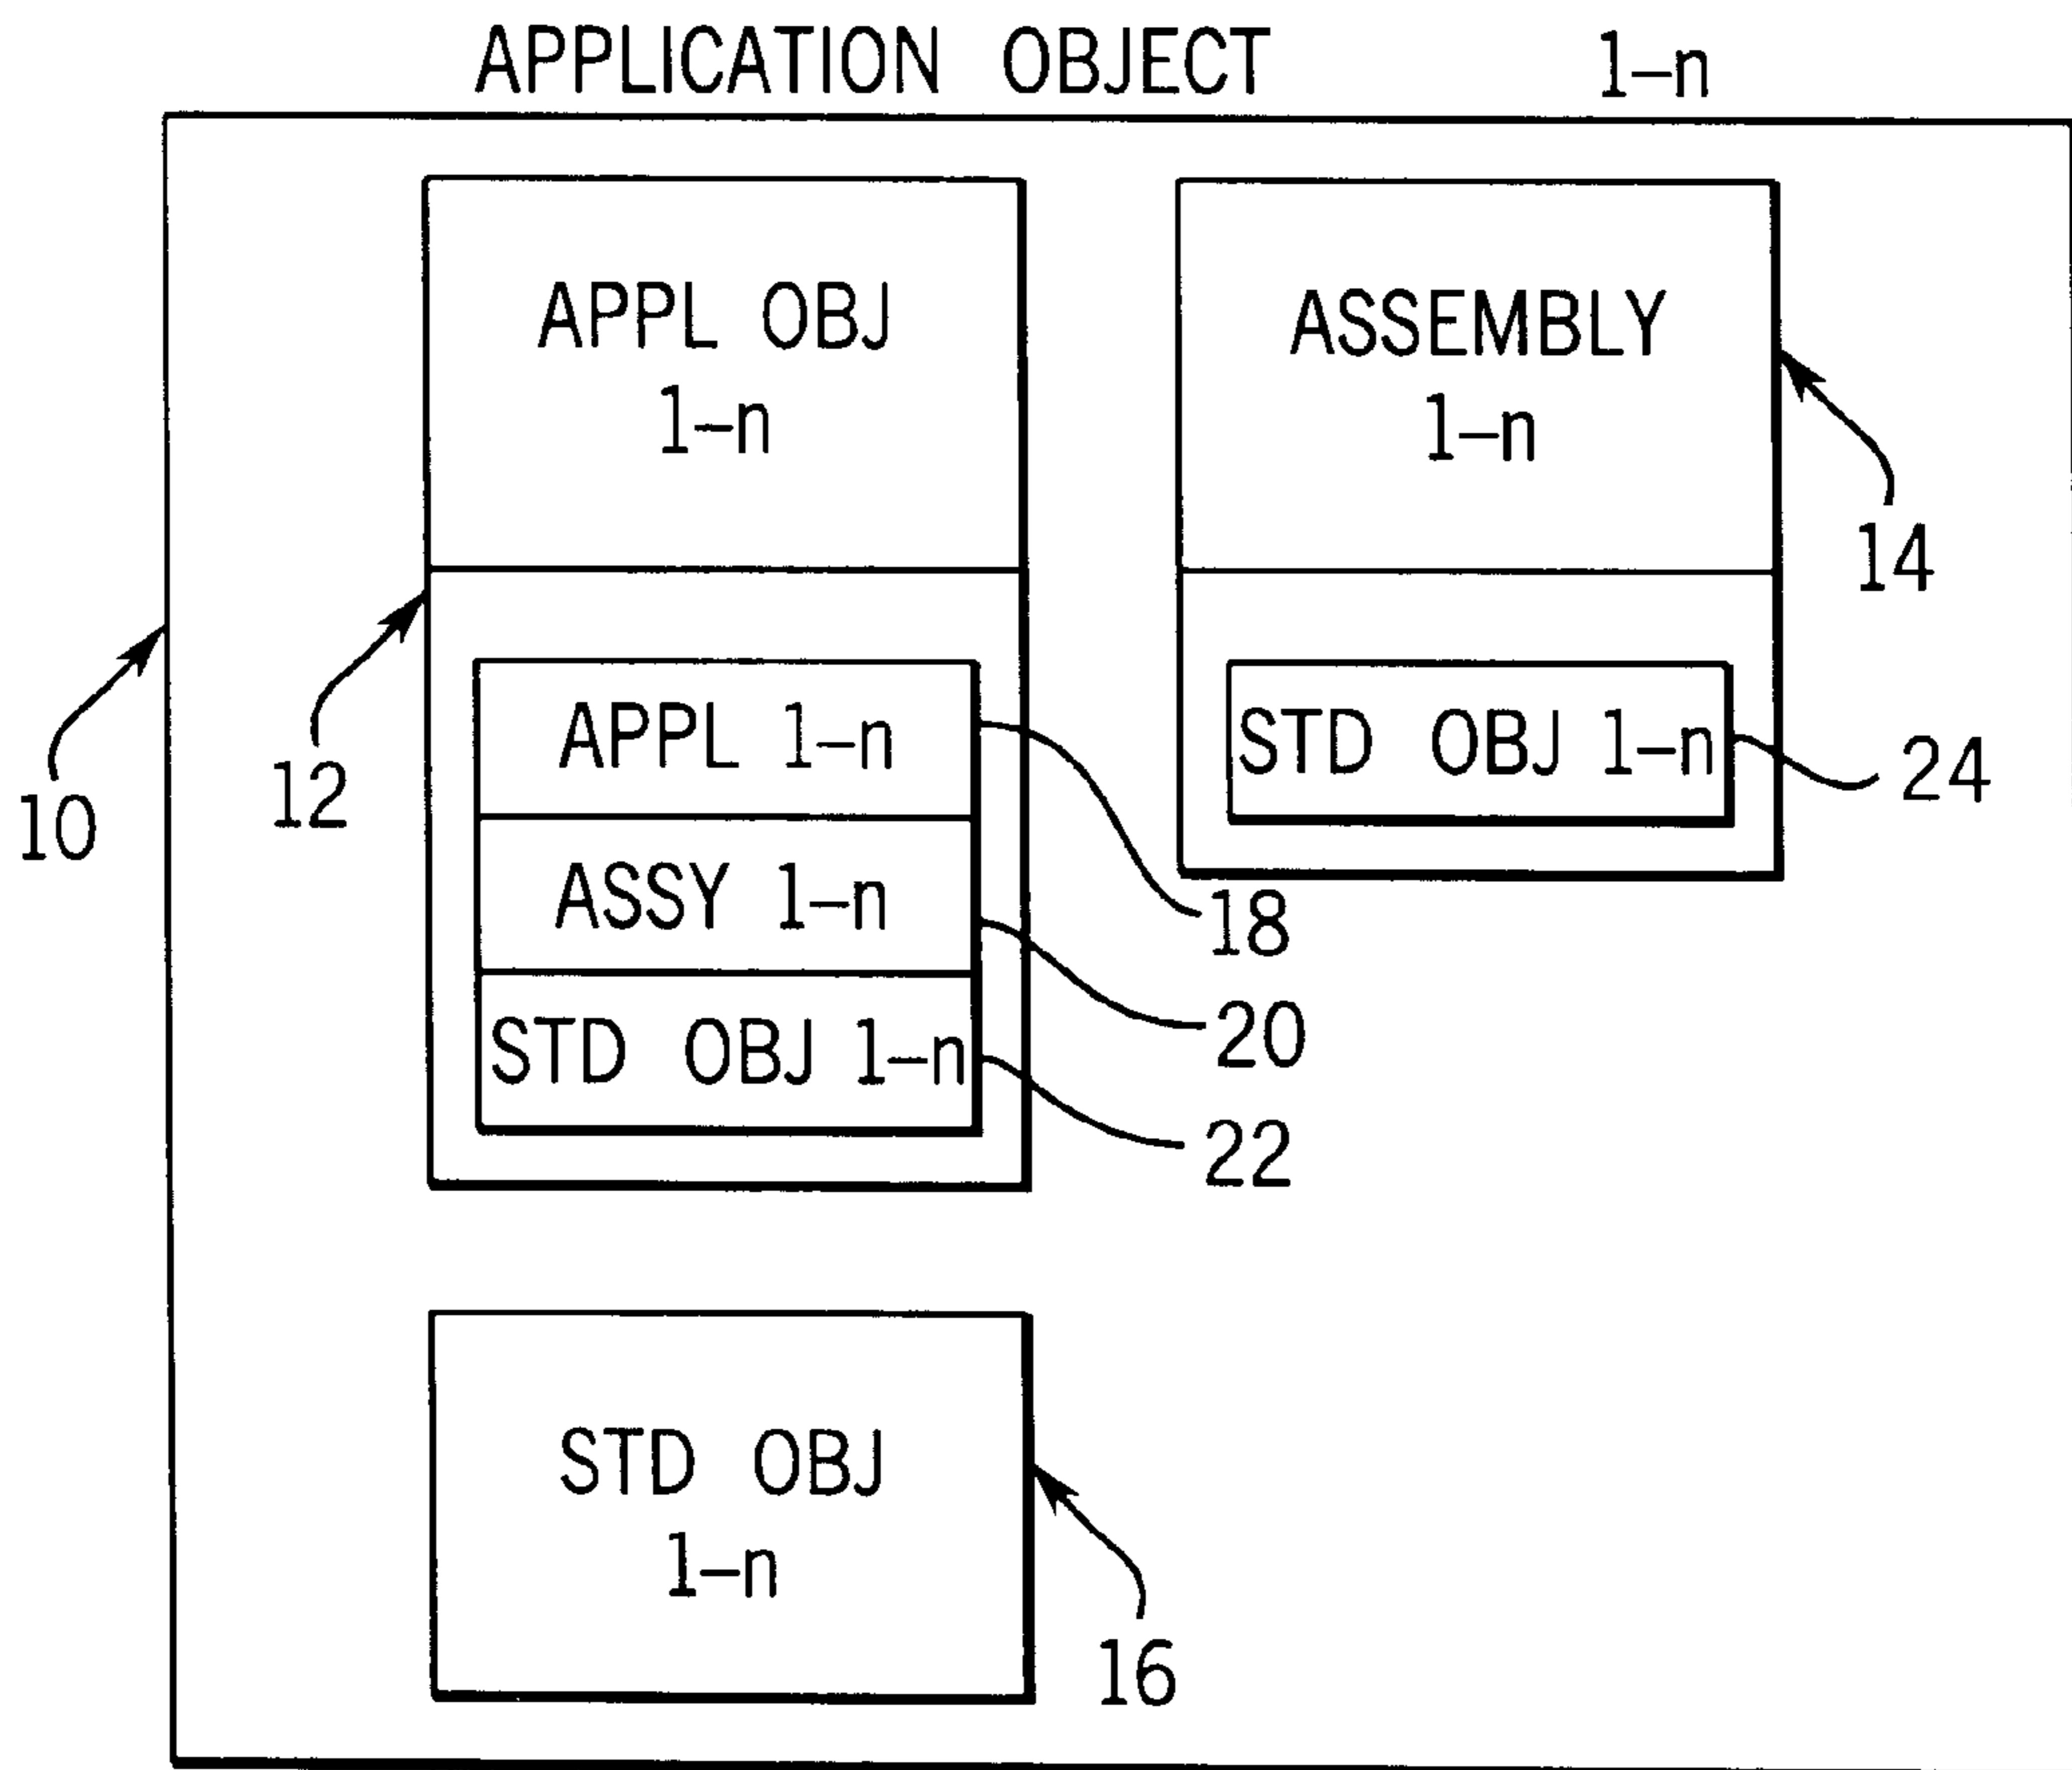 APPLICATION OBJECT 1-n
APPL OBJ
1-n
ASSEMBLY
1-n
14
12
10
APPL 1-n
STD OBJ 1-n
24
ASSY 1-n
18
STD OBJ 1-n
20
22
STD OBJ
1-n
16